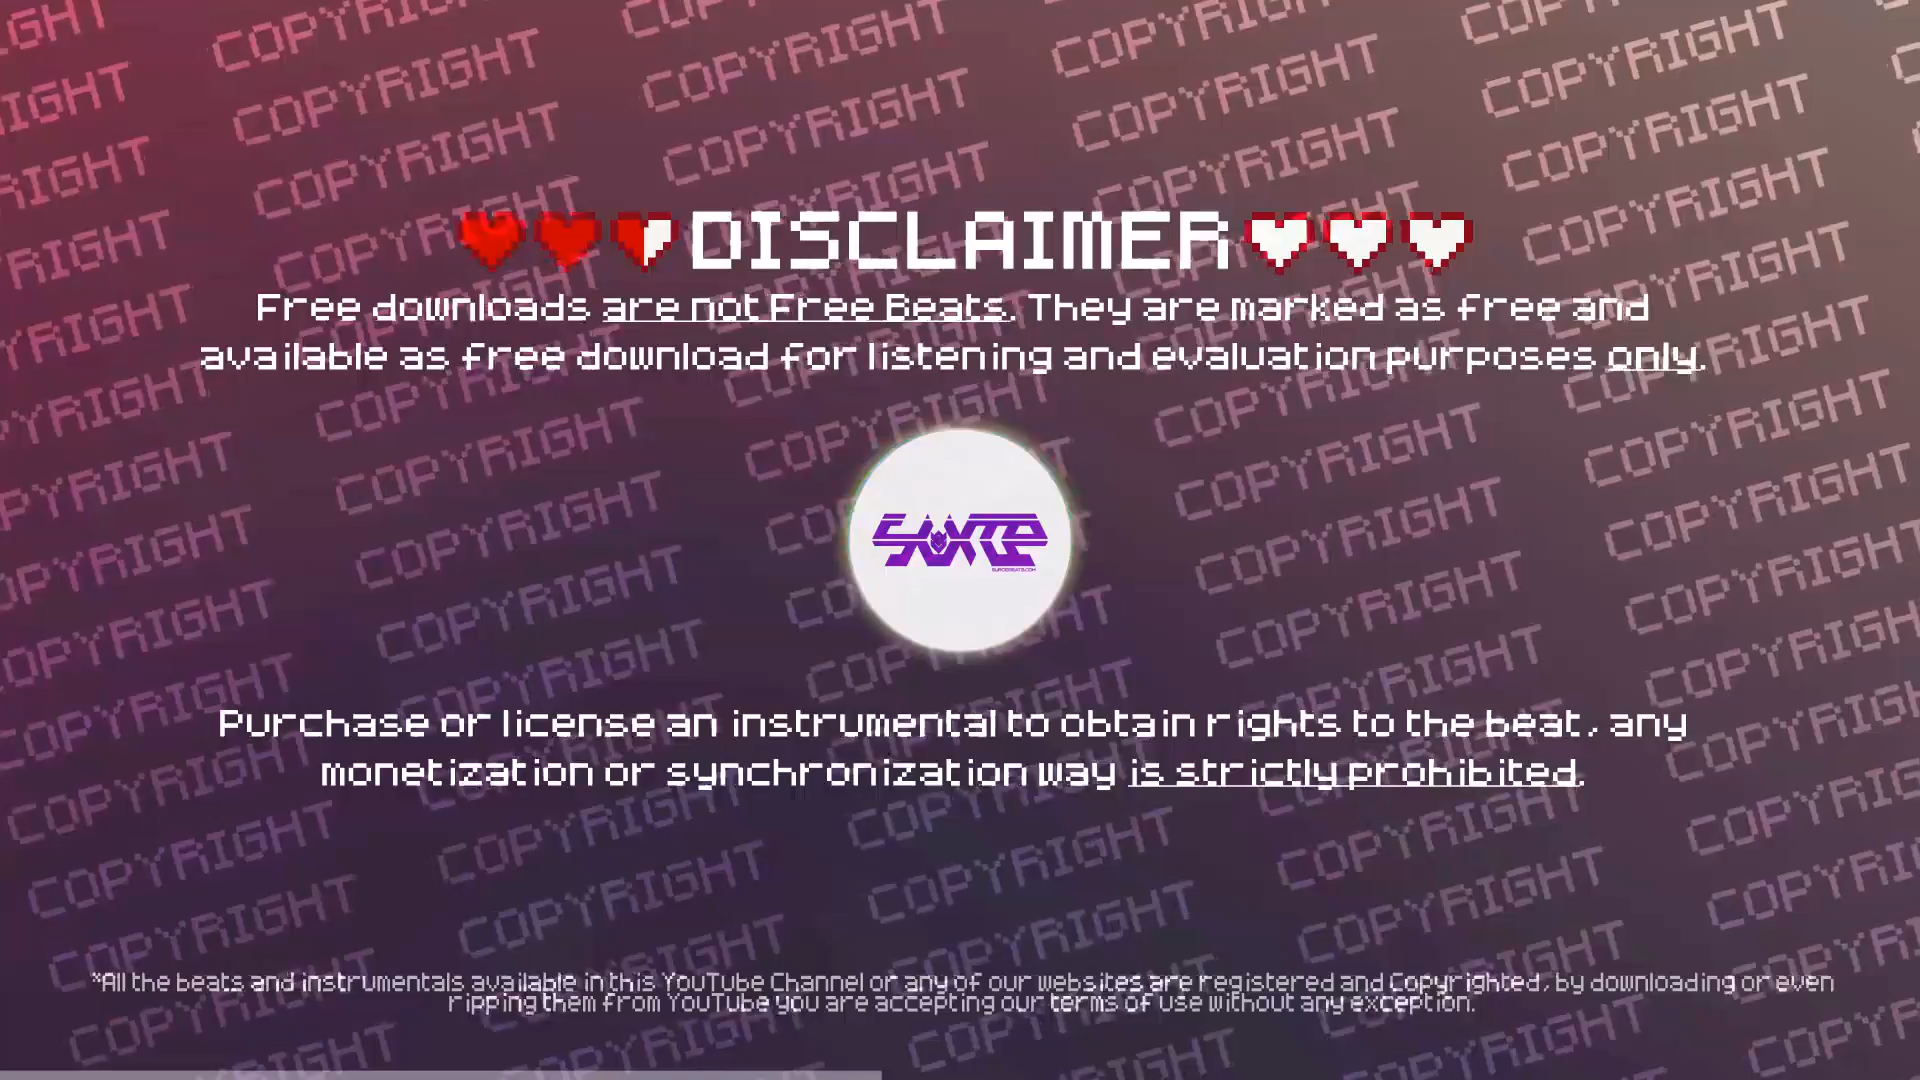 DISCLAIMER
Free downloads are not Free Beats. They are marked as free and
available as free download for listening and evaluation purposes only.
Purchase or license an instrumental to obtain rights to the beat, any
monetization or synchronization way is strictly prohibited.
*All the beats and instrumentals available in this YouTube Channel or any of our websites are registered and Copyrighted, by downloading or even
ripping them from YouTube you are accepting our terms of use without any exception.
COPYRIGHT